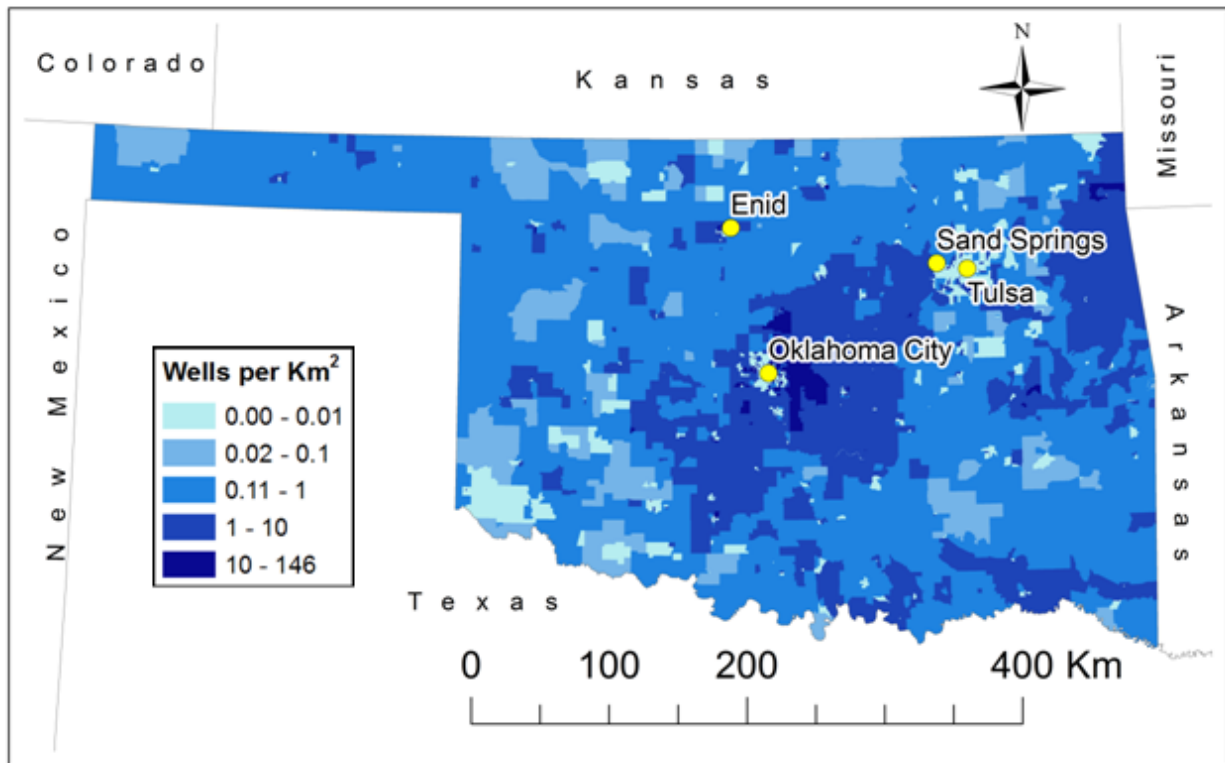 N
Colorado
Kansas
Missouri
Enid
Sand Springs
Tulsa
New Mexico
Arkansas
Oklahoma City
Wells per Km²
0.00 - 0.01
0.02 - 0.1
0.11 - 1
1 - 10
10 - 146
Texas
0 100 200 400 Km